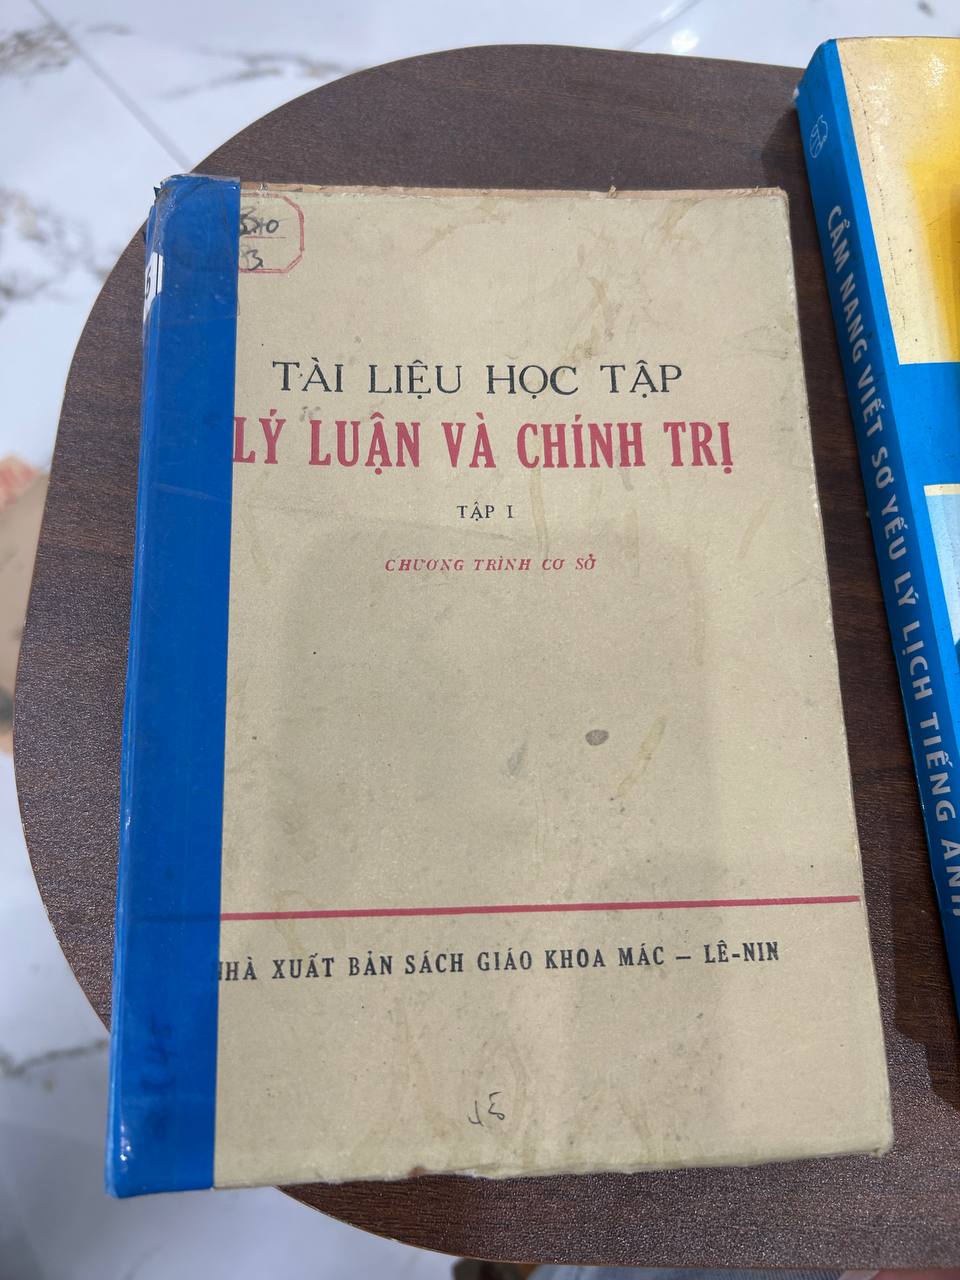 TÀI LIỆU HỌC TẬP
LÝ LUẬN VÀ CHÍNH TRỊ
TẬP I
CHƯƠNG TRÌNH CƠ SỞ
NHÀ XUẤT BẢN SÁCH GIÁO KHOA MÁC – LÊ-NIN
CẨM NANG VIẾT SƠ YẾU LÝ LỊCH TIẾNG ANH